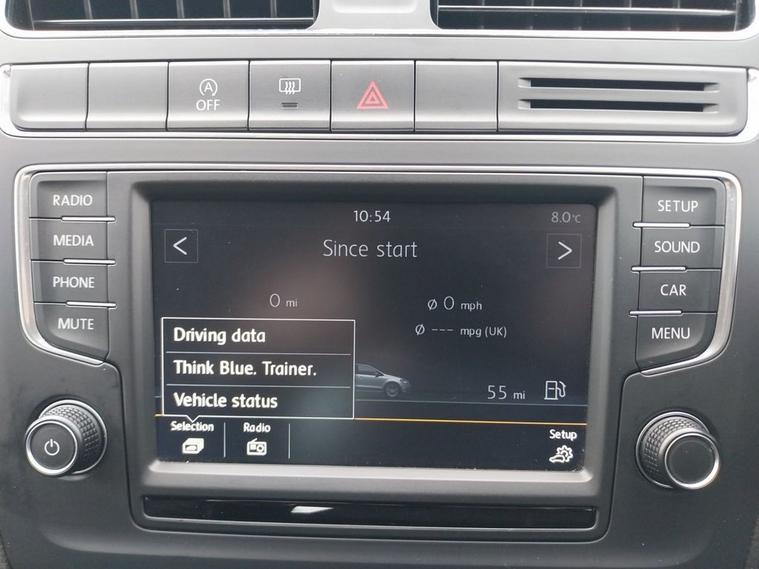 A OFF
RADIO
MEDIA
PHONE
MUTE
SETUP
SOUND
CAR
MENU
10:54
8.0°C
< Since start >
0 mi
Ø 0 mph
Ø --- mpg (UK)
Driving data
Think Blue. Trainer.
Vehicle status
55 mi
Selection
Radio
Setup